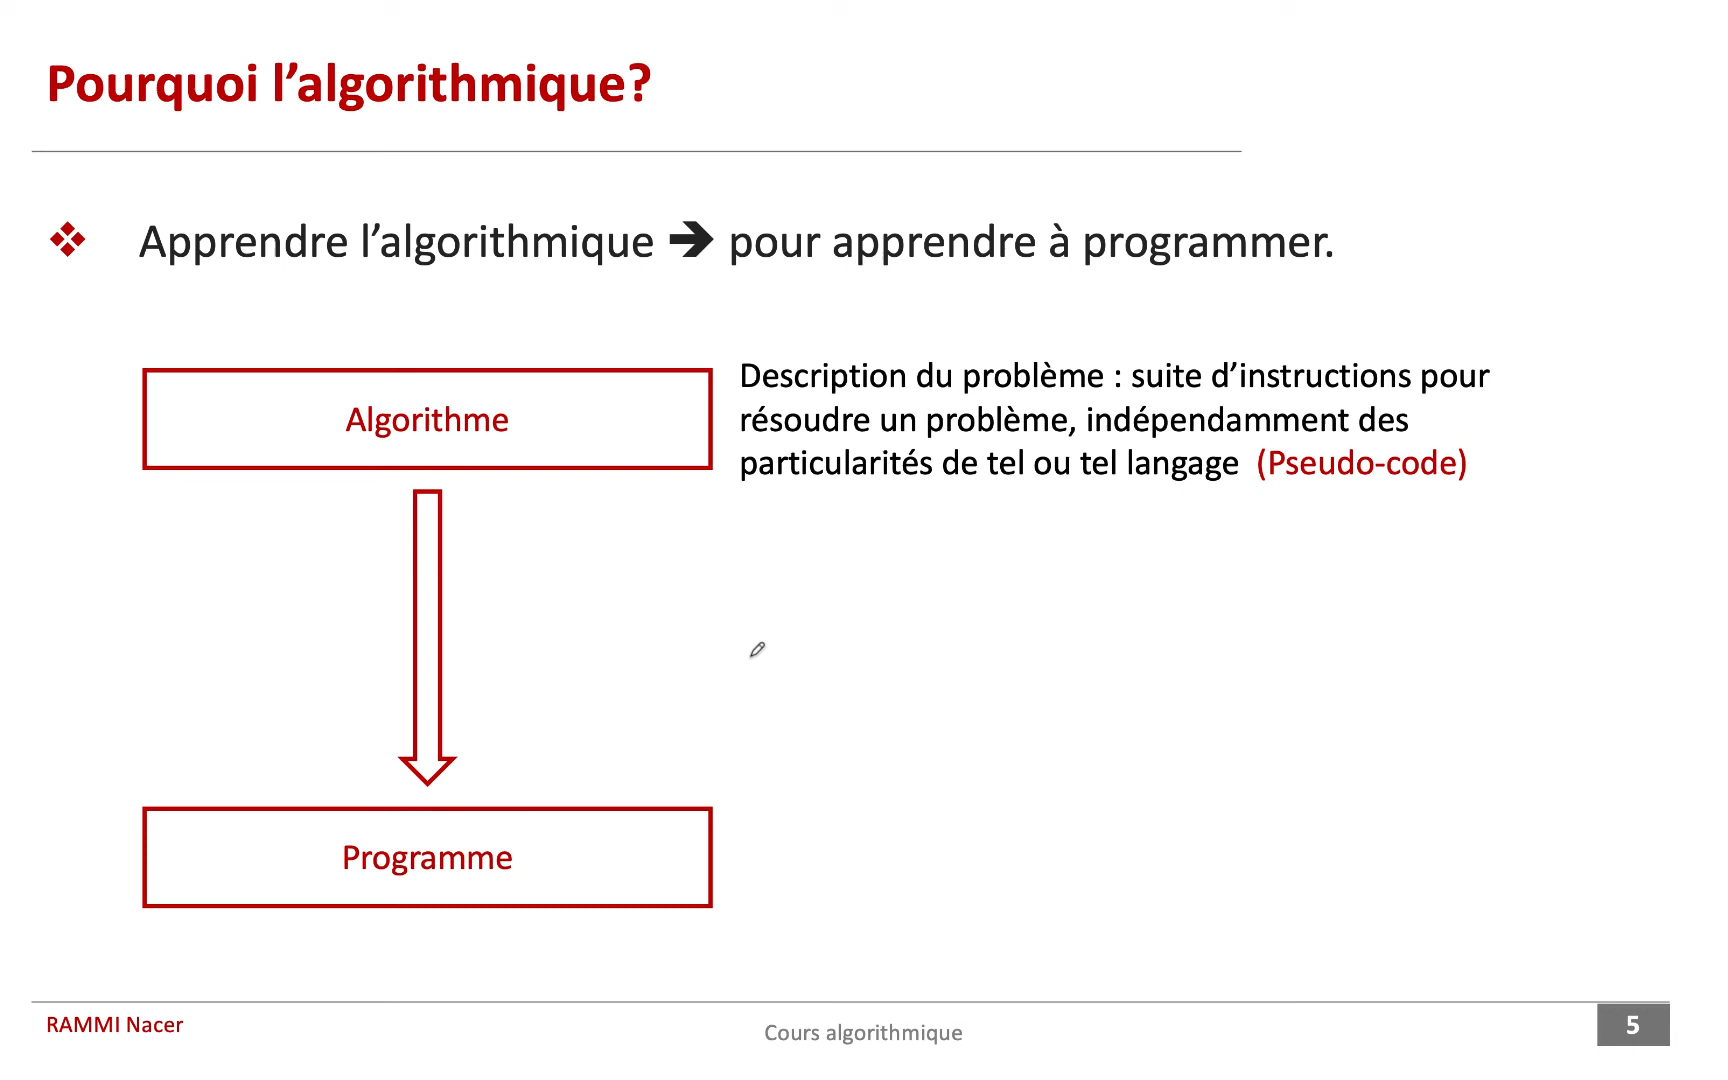 Pourquoi l’algorithmique?
Apprendre l’algorithmique ➔ pour apprendre à programmer.
Algorithme
Description du problème : suite d’instructions pour
résoudre un problème, indépendamment des
particularités de tel ou tel langage (Pseudo-code)
Programme
RAMMI Nacer
Cours algorithmique
5